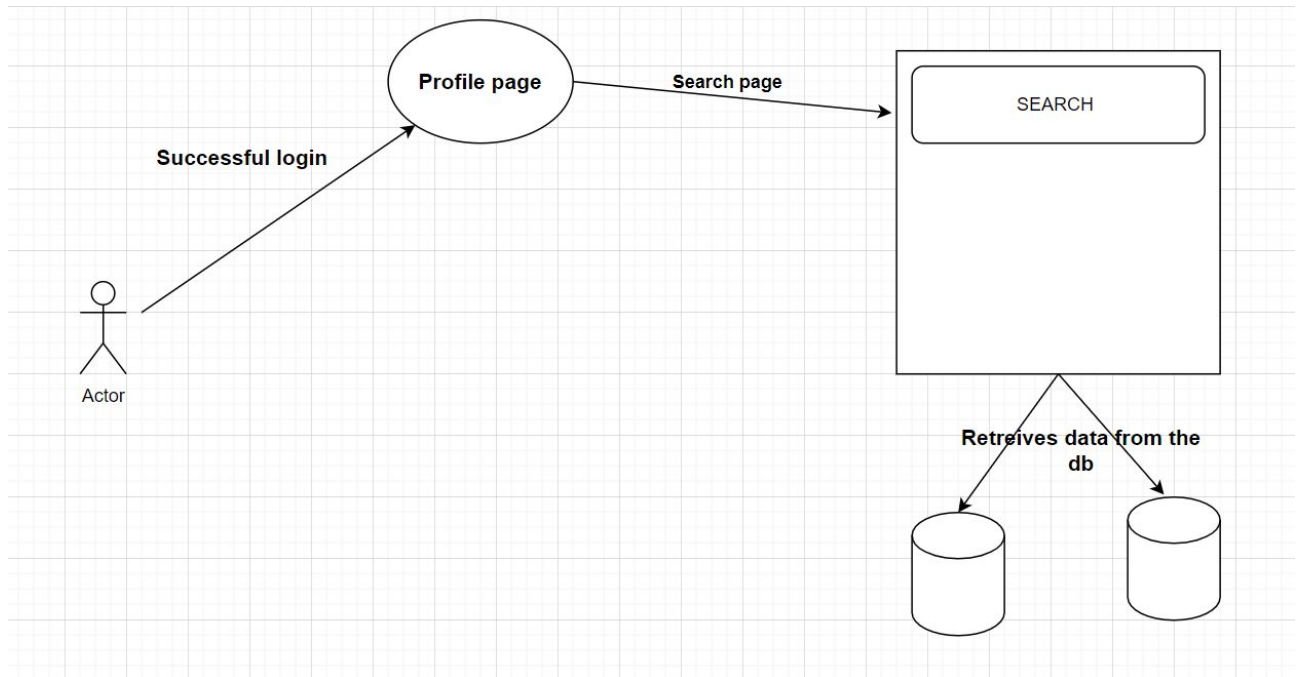 Profile page
Search page
SEARCH
Successful login
Actor
Retreives data from the
db